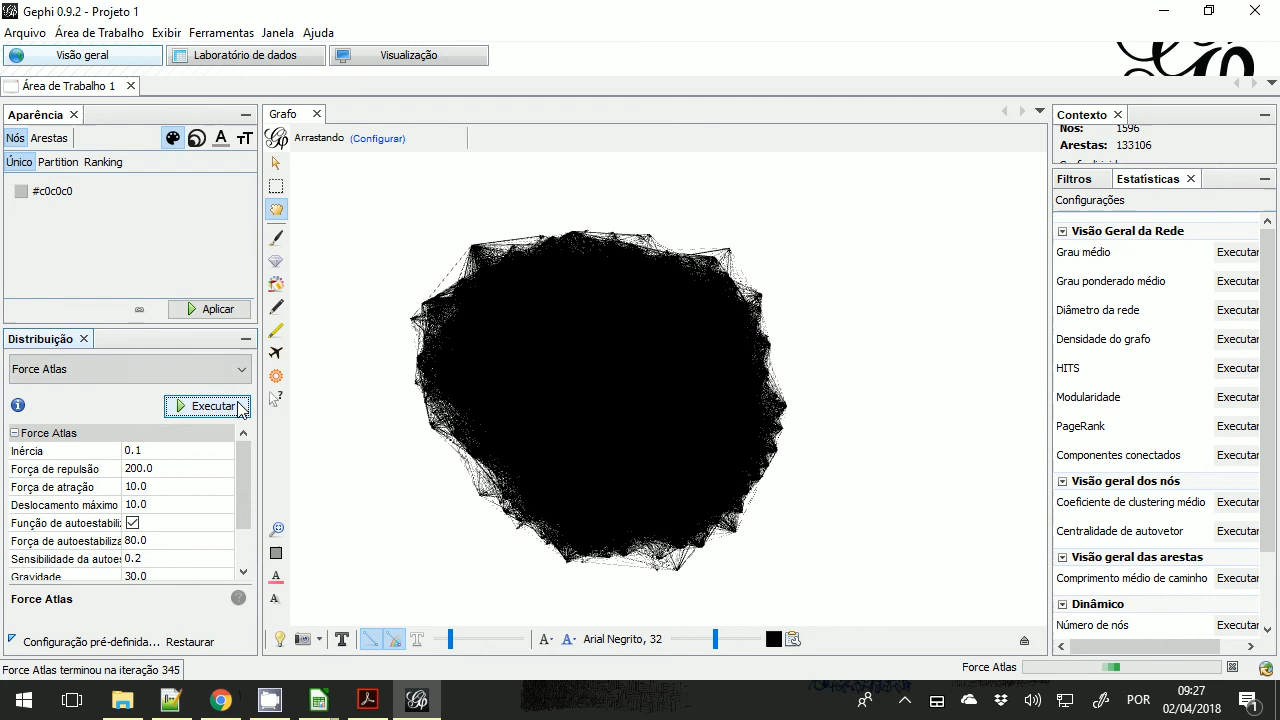 Gephi 0.9.2 - Projeto 1
Arquivo Área de Trabalho Exibir Ferramentas Janela Ajuda
Visão geral Laboratório de dados Visualização
Área de Trabalho 1
Aparência
Nós Arestas
Único Partition Ranking
#c0c0c0
Aplicar
Distribuição
Force Atlas
Executar
Force Atlas
Inércia 0.1
Força de repulsão 200.0
Força de atração 10.0
Deslocamento máximo 10.0
Função de autoestabili
Força de autoestabiliza 80.0
Sensibilidade da autoes 0.2
Gravidade 30.0
Force Atlas
Configuração pré-definida... Restaurar
Force Atlas terminou na iteração 345
Grafo
Arrastando (Configurar)
Arial Negrito, 32
Contexto
Nós: 1596
Arestas: 133106
Filtros Estatísticas
Configurações
Visão Geral da Rede
Grau médio Executar
Grau ponderado médio Executar
Diâmetro da rede Executar
Densidade do grafo Executar
HITS Executar
Modularidade Executar
PageRank Executar
Componentes conectados Executar
Visão geral dos nós
Coeficiente de clustering médio Executar
Centralidade de autovetor Executar
Visão geral das arestas
Comprimento médio de caminho Executar
Dinâmico
Número de nós Executar
Force Atlas
POR
09:27
02/04/2018
1